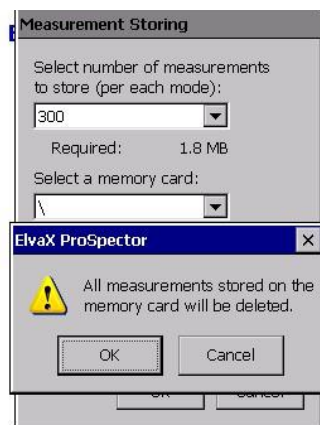 Measurement Storing
Select number of measurements
to store (per each mode):
300
Required: 1.8 MB
Select a memory card:
\
ElvaX ProSpector
All measurements stored on the
memory card will be deleted.
OK Cancel